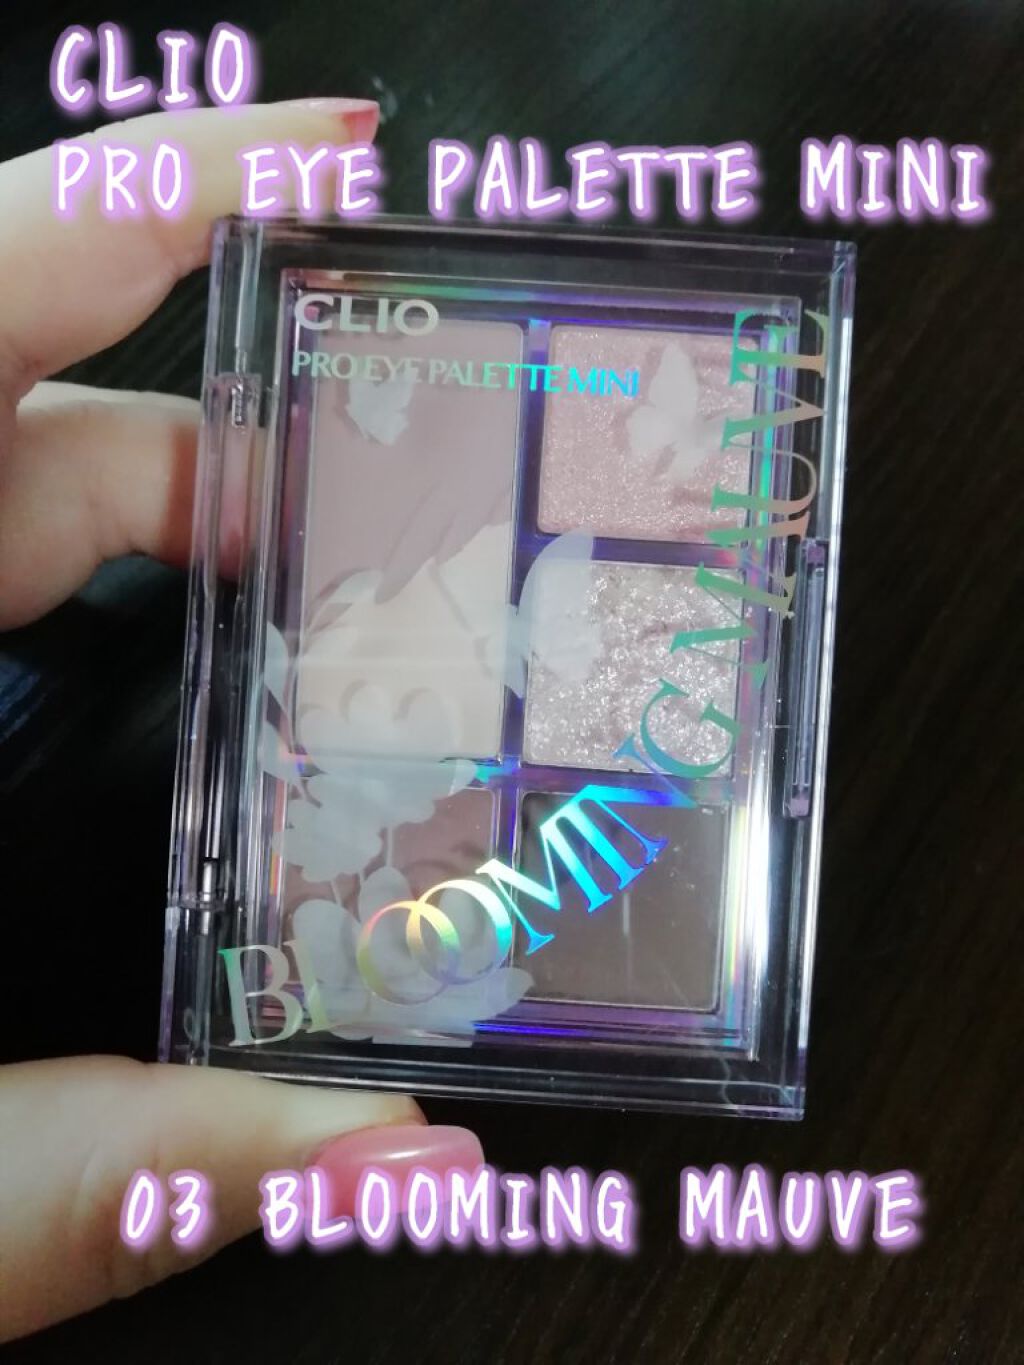 CLIO
PRO EYE PALETTE MINI
CLIO
PRO EYE PALETTE MINI
BLOOMING MAUVE
03 BLOOMING MAUVE